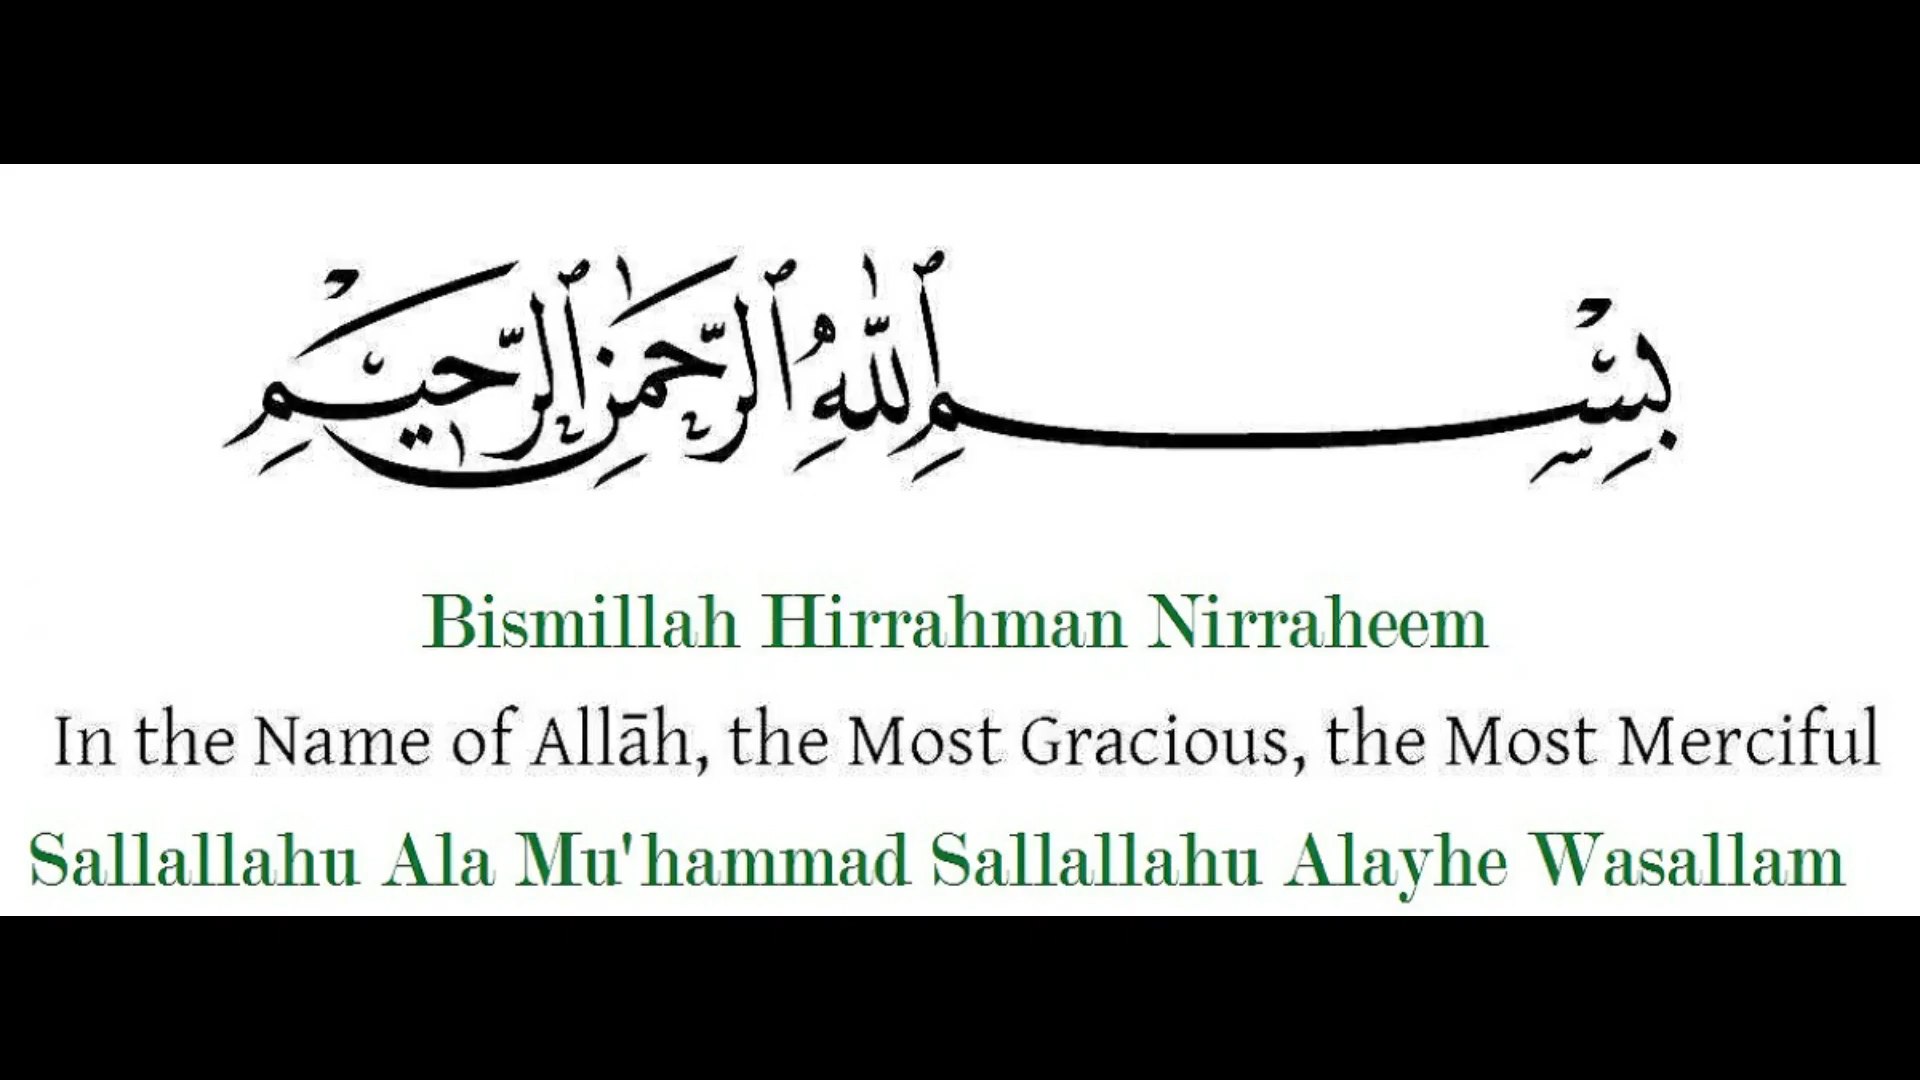 بِسْمِ ٱللَّٰهِ ٱلرَّحْمَٰنِ ٱلرَّحِيمِ
Bismillah Hirrahman Nirraheem
In the Name of Allāh, the Most Gracious, the Most Merciful
Sallallahu Ala Mu'hammad Sallallahu Alayhe Wasallam